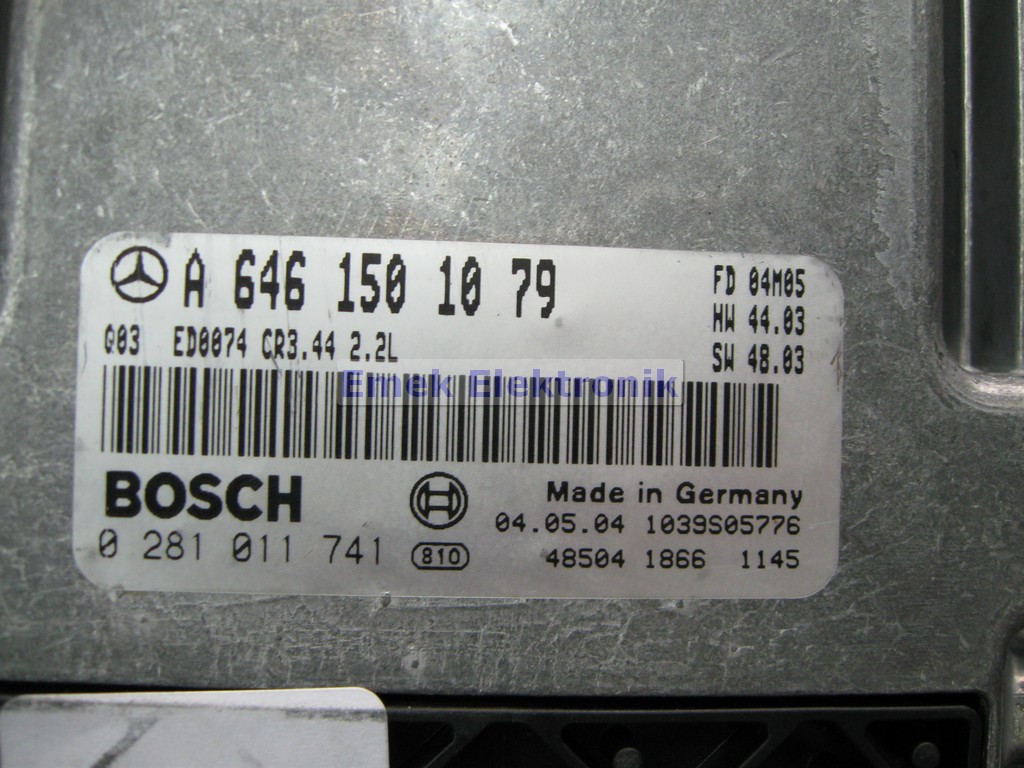 A 646 150 10 79
FD 04M05
HW 44.03
Q03 ED0074 CR3.44 2.2L
SW 48.03
Emek Elektronik
BOSCH
Made in Germany
04.05.04 1039S05776
0 281 011 741 810
48504 1866 1145